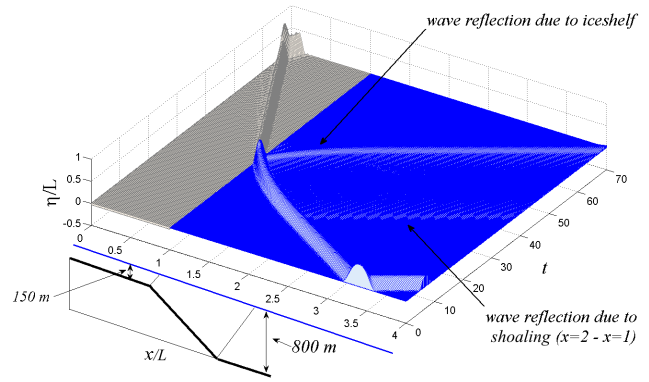 wave reflection due to iceshelf
η/L
1
0.5
0
-0.5
0
0.5
1
1.5
2
2.5
3
3.5
4
0
10
20
30
40
50
60
70
t
150 m
800 m
x/L
wave reflection due to
shoaling (x=2 - x=1)